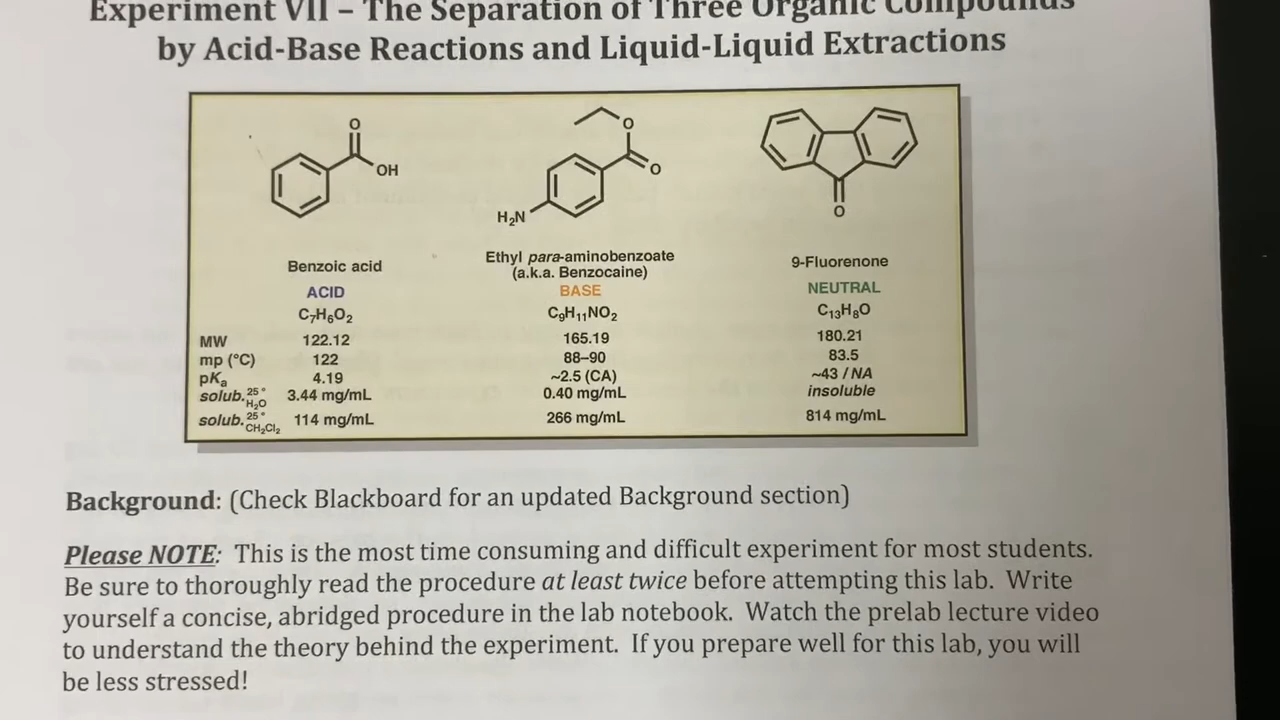 Experiment VII – The Separation of Three Organic Compounds
by Acid-Base Reactions and Liquid-Liquid Extractions
O
OH
O
O
H₂N
O
Benzoic acid
Ethyl para-aminobenzoate
(a.k.a. Benzocaine)
9-Fluorenone
ACID BASE NEUTRAL
C₇H₆O₂ C₉H₁₁NO₂ C₁₃H₈O
MW 122.12 165.19 180.21
mp (°C) 122 88–90 83.5
pKₐ 4.19 ~2.5 (CA) ~43 / NA
solub. 25° H₂O 3.44 mg/mL 0.40 mg/mL insoluble
solub. 25° CH₂Cl₂ 114 mg/mL 266 mg/mL 814 mg/mL
Background: (Check Blackboard for an updated Background section)
Please NOTE: This is the most time consuming and difficult experiment for most students.
Be sure to thoroughly read the procedure at least twice before attempting this lab. Write
yourself a concise, abridged procedure in the lab notebook. Watch the prelab lecture video
to understand the theory behind the experiment. If you prepare well for this lab, you will
be less stressed!